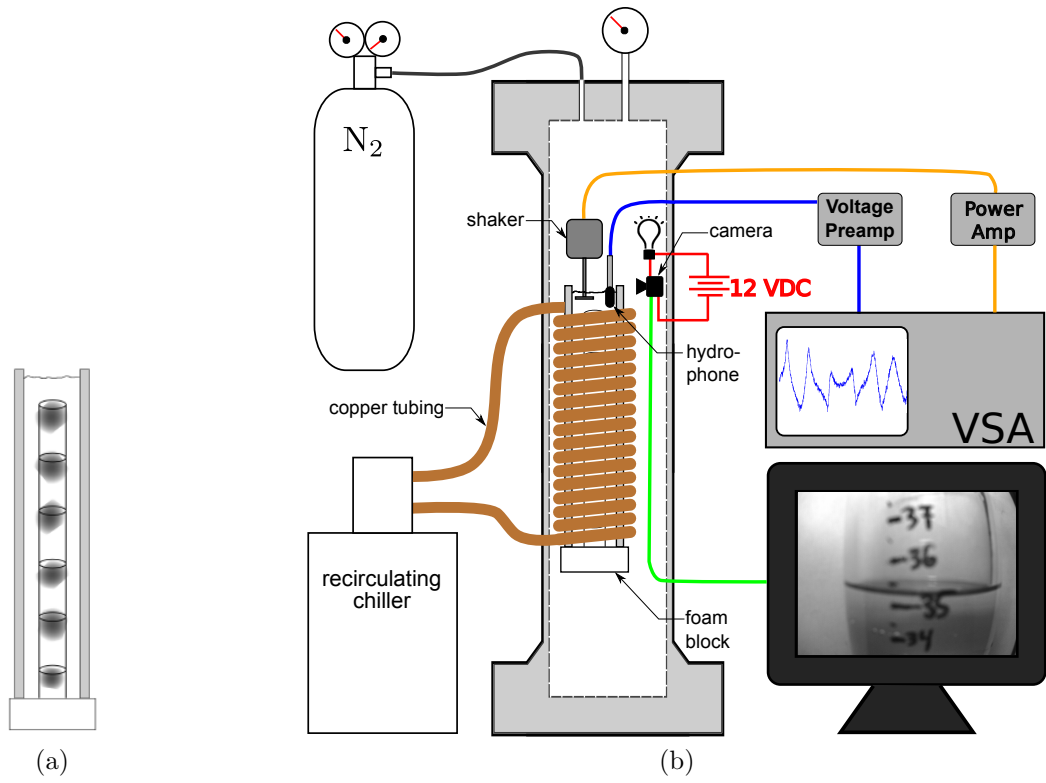 N₂
shaker
camera
Voltage
Preamp
Power
Amp
12 VDC
hydro-
phone
copper tubing
VSA
-37
-36
-35
-34
recirculating
chiller
foam
block
(a)
(b)